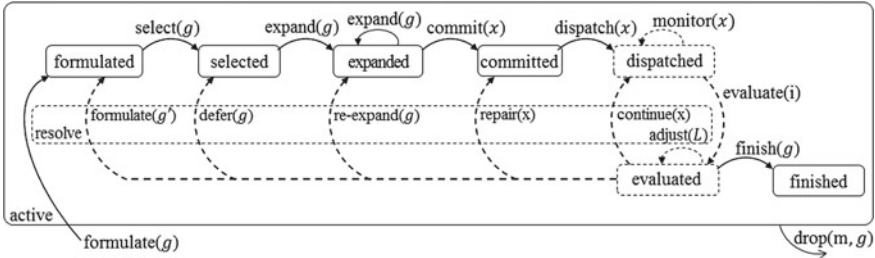 expand(g)
select(g) expand(g) commit(x) dispatch(x) monitor(x)
formulated selected expanded committed dispatched
evaluate(i)
formulate(g') defer(g) re-expand(g) repair(x) continue(x)
resolve adjust(L)
finish(g)
evaluated finished
active
formulate(g) drop(m, g)